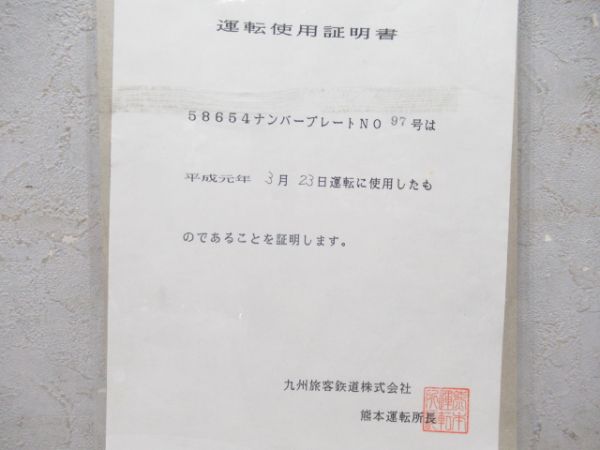 運転使用証明書
58654ナンバープレートNO 97号は
平成元年 3月 23日運転に使用したも
のであることを証明します。
九州旅客鉄道株式会社
熊本運転所長